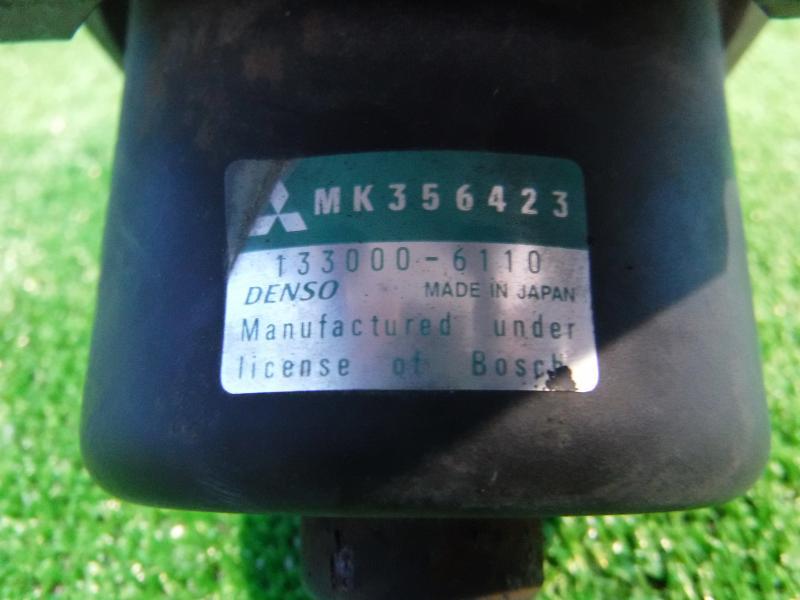 MK356423
133000-6110
DENSO MADE IN JAPAN
Manufactured under
license of Bosch